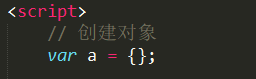 <script>
// 创建对象
var a = {};